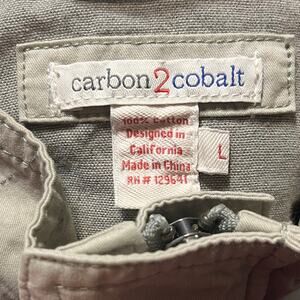 carbon2cobalt
100% Cotton
Designed in
California
Made in China
RN # 129641
L